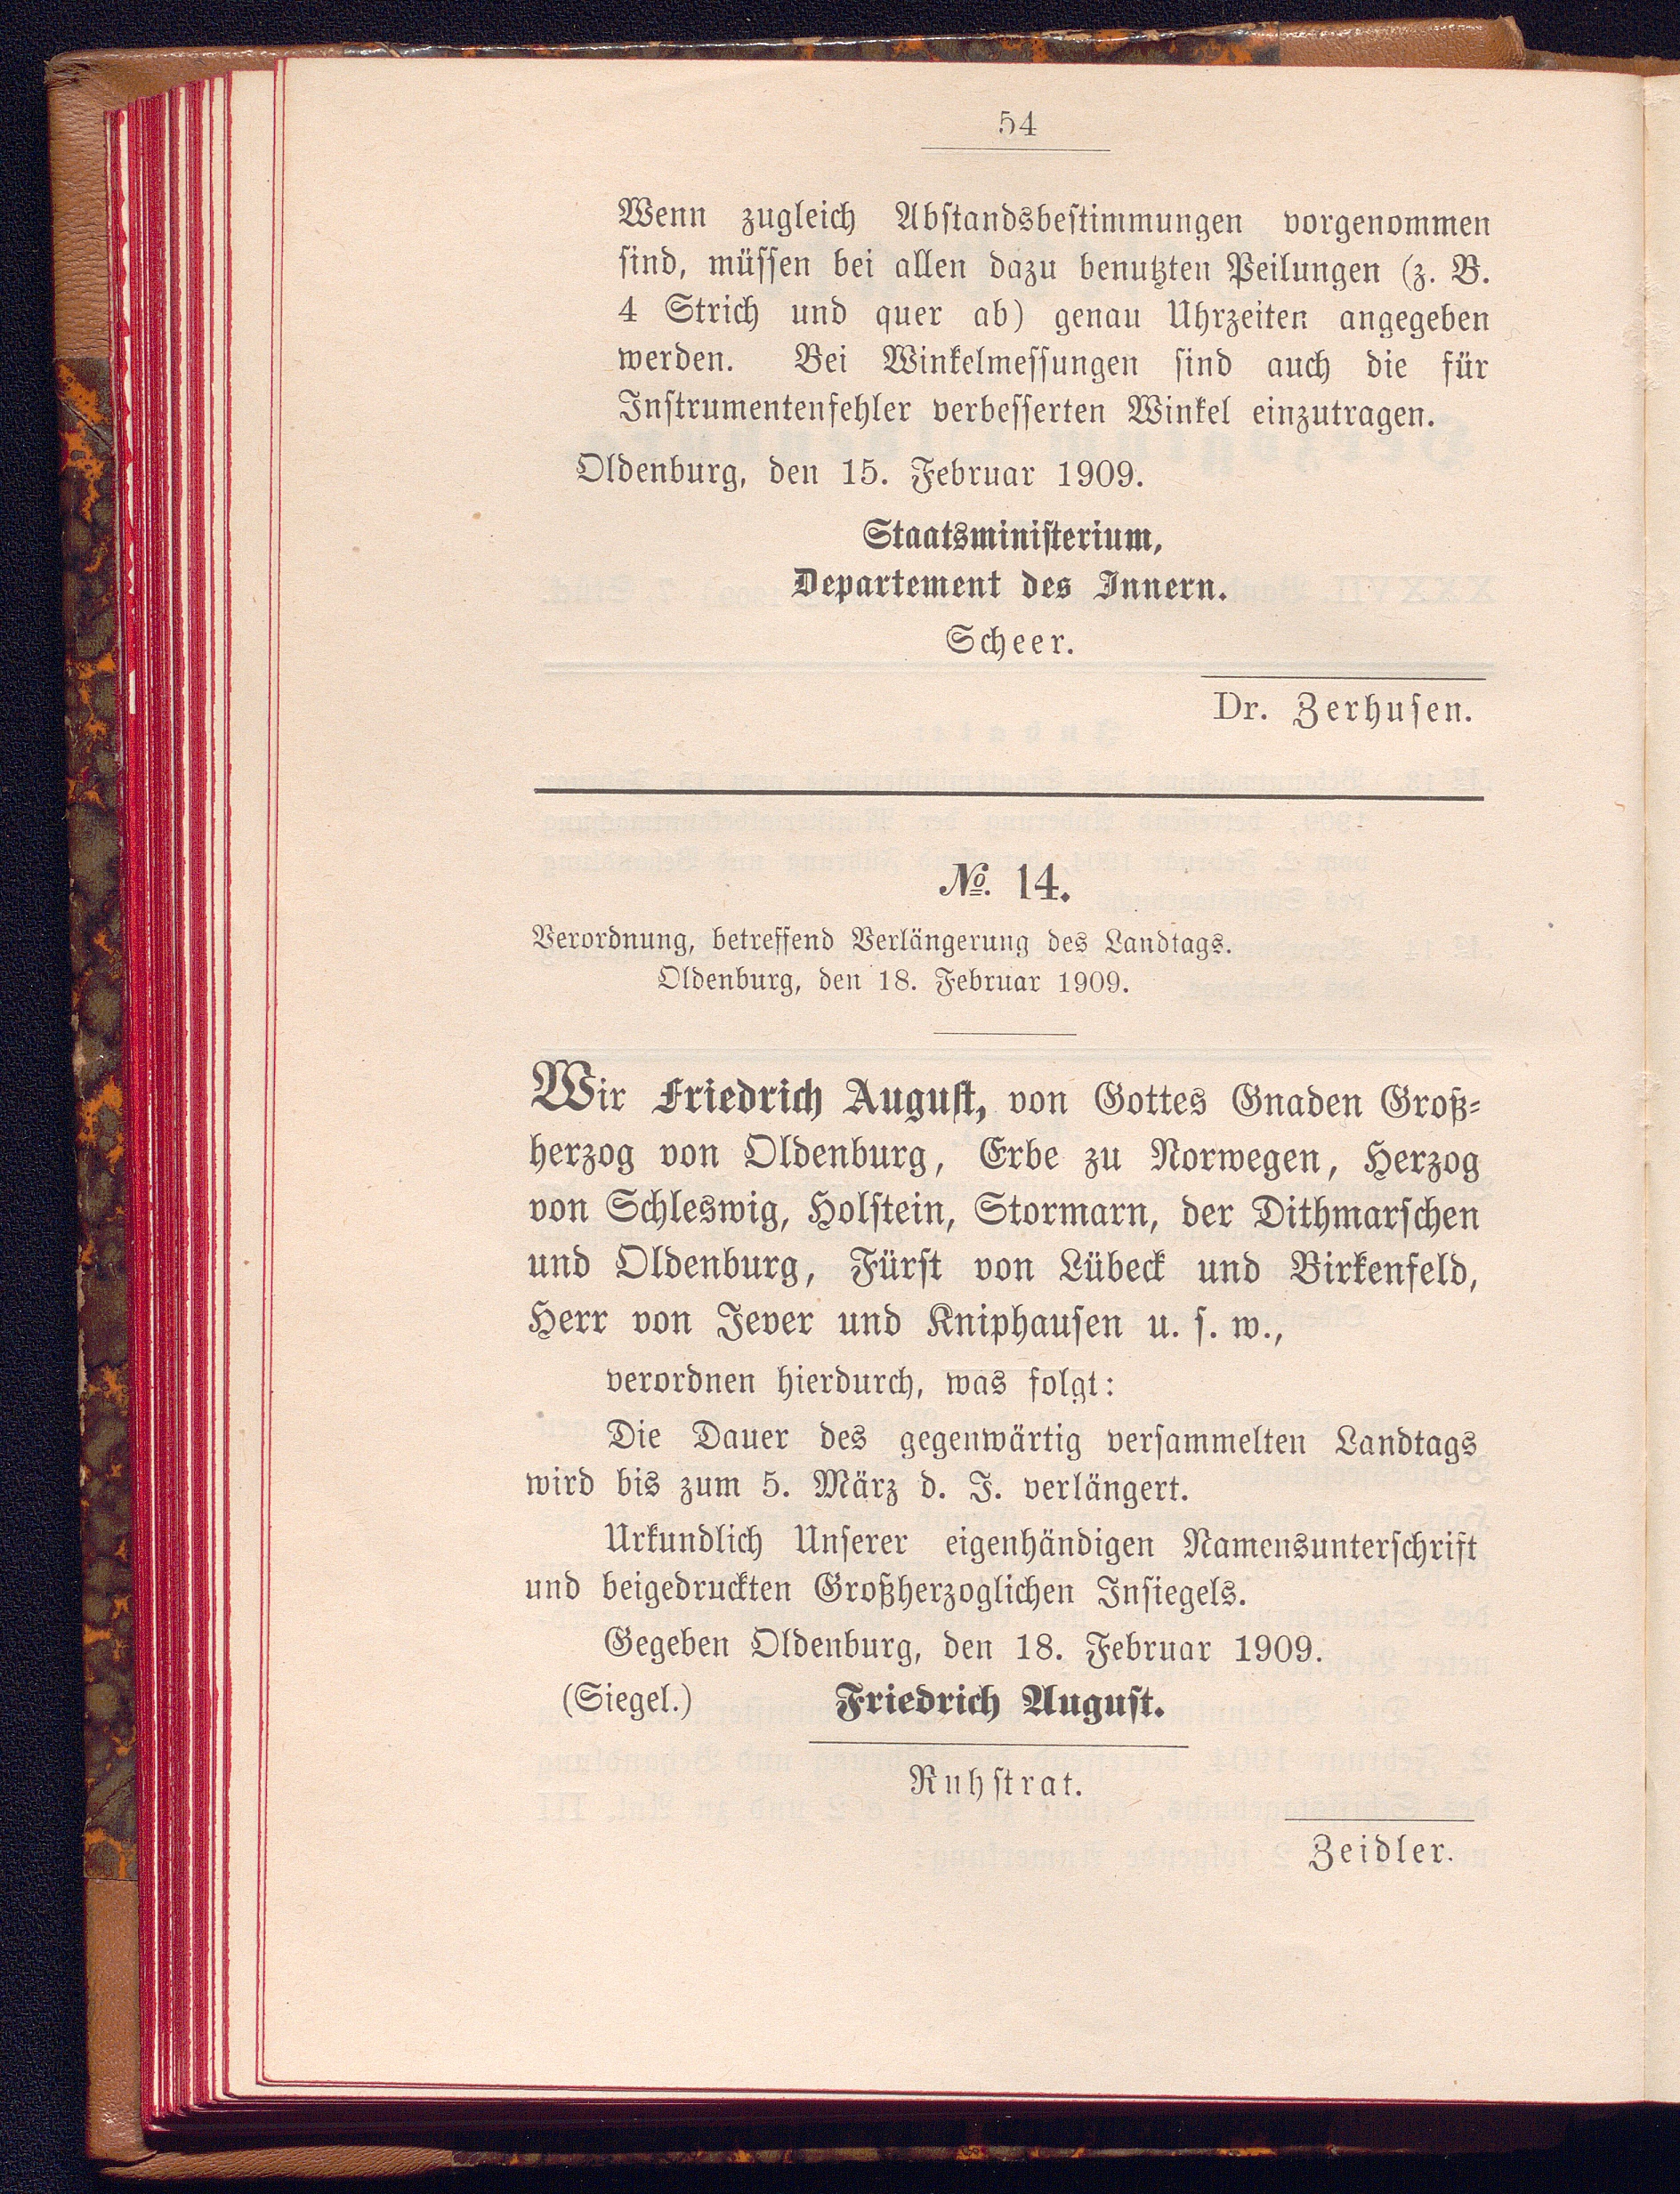 54
Wenn zugleich Abstandsbestimmungen vorgenommen
sind, müssen bei allen dazu benutzten Peilungen (z. B.
4 Strich und quer ab) genau Uhrzeiten angegeben
werden. Bei Winkelmessungen sind auch die für
Instrumentenfehler verbesserten Winkel einzutragen.
Oldenburg, den 15. Februar 1909.
Staatsministerium,
Departement des Innern.
Scheer.
Dr. Zerhusen.
№. 14.
Verordnung, betreffend Verlängerung des Landtags.
Oldenburg, den 18. Februar 1909.
Wir Friedrich August, von Gottes Gnaden Groß-
herzog von Oldenburg, Erbe zu Norwegen, Herzog
von Schleswig, Holstein, Stormarn, der Dithmarschen
und Oldenburg, Fürst von Lübeck und Birkenfeld,
Herr von Jever und Kniphausen u. s. w.,
verordnen hierdurch, was folgt:
Die Dauer des gegenwärtig versammelten Landtags
wird bis zum 5. März d. J. verlängert.
Urkundlich Unserer eigenhändigen Namensunterschrift
und beigedruckten Großherzoglichen Insiegels.
Gegeben Oldenburg, den 18. Februar 1909.
(Siegel.) Friedrich August.
Ruhstrat.
Zeidler.